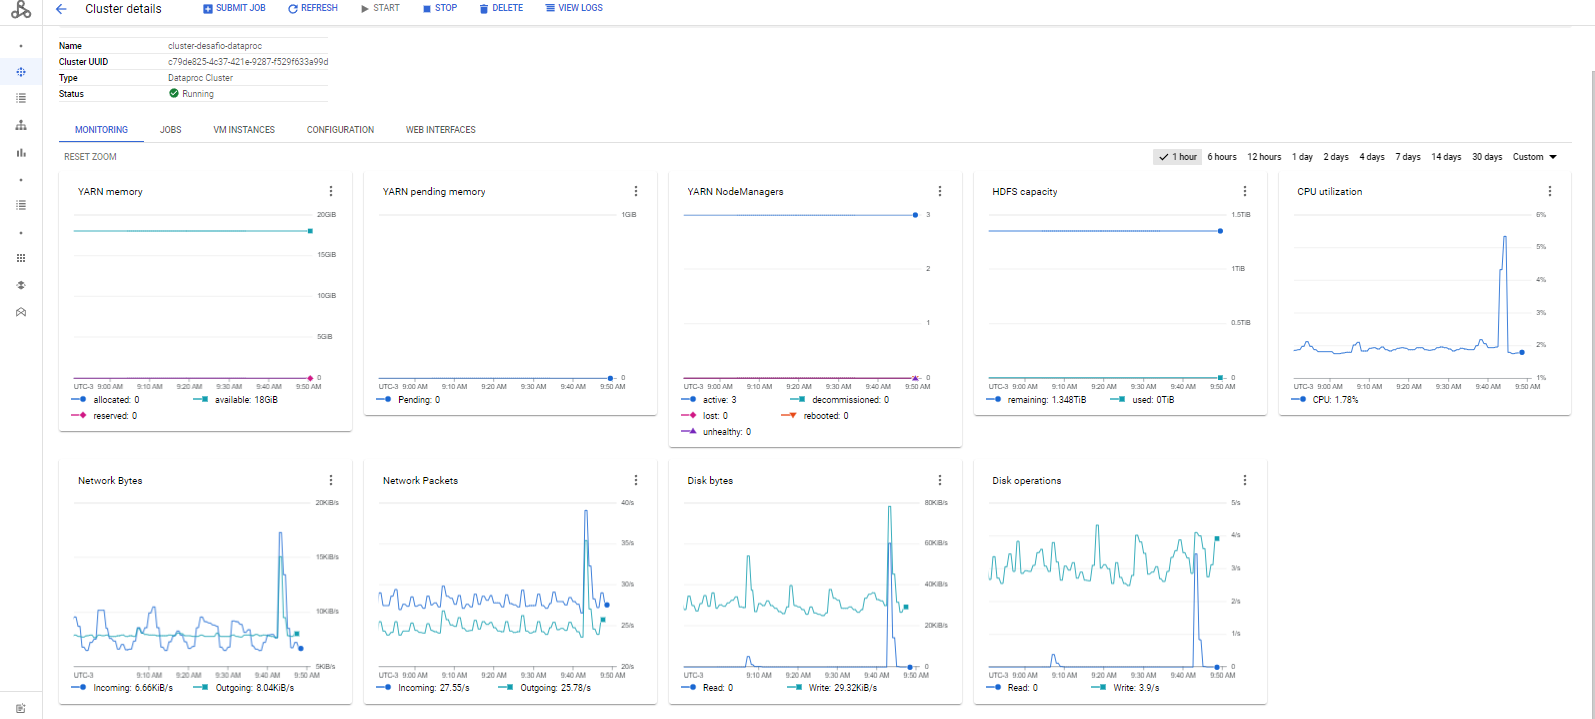 Cluster details SUBMIT JOB REFRESH START STOP DELETE VIEW LOGS
Name cluster-desafio-dataproc
Cluster UUID c79de825-4c37-421e-9287-f529f633a99d
Type Dataproc Cluster
Status Running
MONITORING JOBS VM INSTANCES CONFIGURATION WEB INTERFACES
RESET ZOOM 1 hour 6 hours 12 hours 1 day 2 days 4 days 7 days 14 days 30 days Custom
YARN memory
20GiB
15GiB
10GiB
5GiB
0
UTC-3 9:00 AM 9:10 AM 9:20 AM 9:30 AM 9:40 AM 9:50 AM
allocated: 0 available: 18GiB
reserved: 0
YARN pending memory
1GiB
0
UTC-3 9:00 AM 9:10 AM 9:20 AM 9:30 AM 9:40 AM 9:50 AM
Pending: 0
YARN NodeManagers
3
2
1
0
UTC-3 9:00 AM 9:10 AM 9:20 AM 9:30 AM 9:40 AM 9:50 AM
active: 3 decommissioned: 0
lost: 0 rebooted: 0
unhealthy: 0
HDFS capacity
1.5TiB
1TiB
0.5TiB
0
UTC-3 9:00 AM 9:10 AM 9:20 AM 9:30 AM 9:40 AM 9:50 AM
remaining: 1.348TiB used: 0TiB
CPU utilization
6%
5%
4%
3%
2%
1%
UTC-3 9:00 AM 9:10 AM 9:20 AM 9:30 AM 9:40 AM 9:50 AM
CPU: 1.78%
Network Bytes
20KiB/s
15KiB/s
10KiB/s
5KiB/s
UTC-3 9:10 AM 9:20 AM 9:30 AM 9:40 AM 9:50 AM
Incoming: 6.66KiB/s Outgoing: 8.04KiB/s
Network Packets
40/s
35/s
30/s
25/s
20/s
UTC-3 9:00 AM 9:10 AM 9:20 AM 9:30 AM 9:40 AM 9:50 AM
Incoming: 27.55/s Outgoing: 25.78/s
Disk bytes
80KiB/s
60KiB/s
40KiB/s
20KiB/s
0
UTC-3 9:10 AM 9:20 AM 9:30 AM 9:40 AM 9:50 AM
Read: 0 Write: 29.32KiB/s
Disk operations
5/s
4/s
3/s
2/s
1/s
0
UTC-3 9:10 AM 9:20 AM 9:30 AM 9:40 AM 9:50 AM
Read: 0 Write: 3.9/s